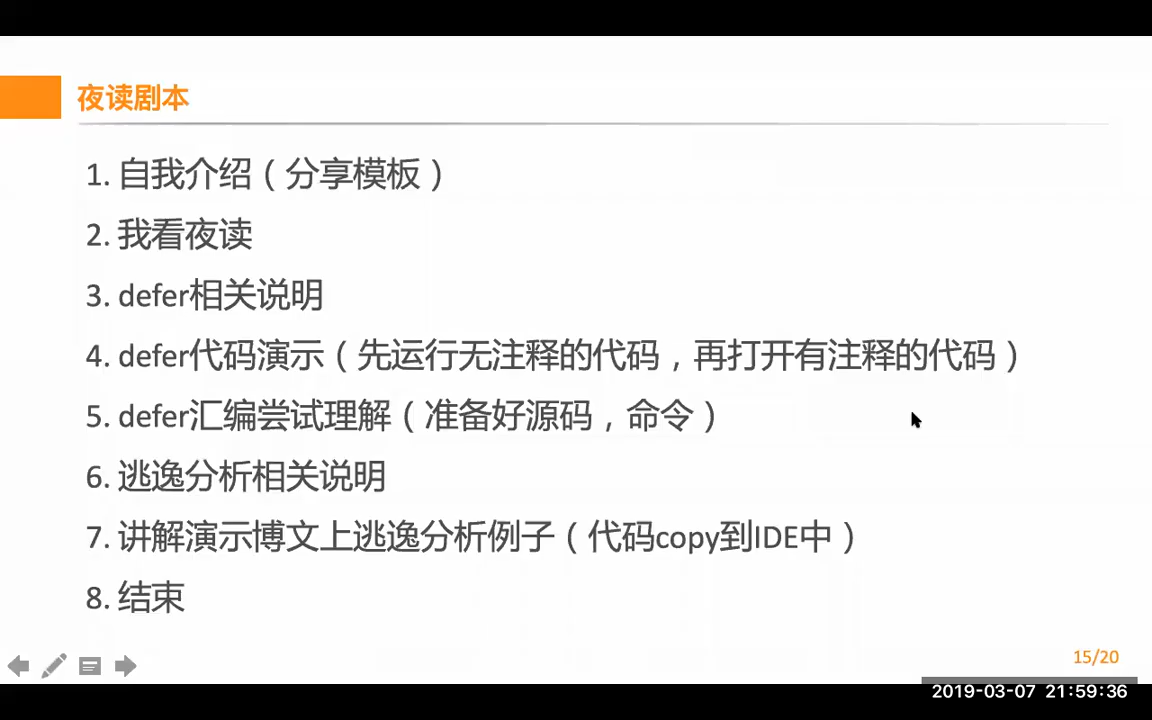 夜读剧本
1. 自我介绍（分享模板）
2. 我看夜读
3. defer相关说明
4. defer代码演示（先运行无注释的代码，再打开有注释的代码）
5. defer汇编尝试理解（准备好源码，命令）
6. 逃逸分析相关说明
7. 讲解演示博文上逃逸分析例子（代码copy到IDE中）
8. 结束
15/20
2019-03-07 21:59:36